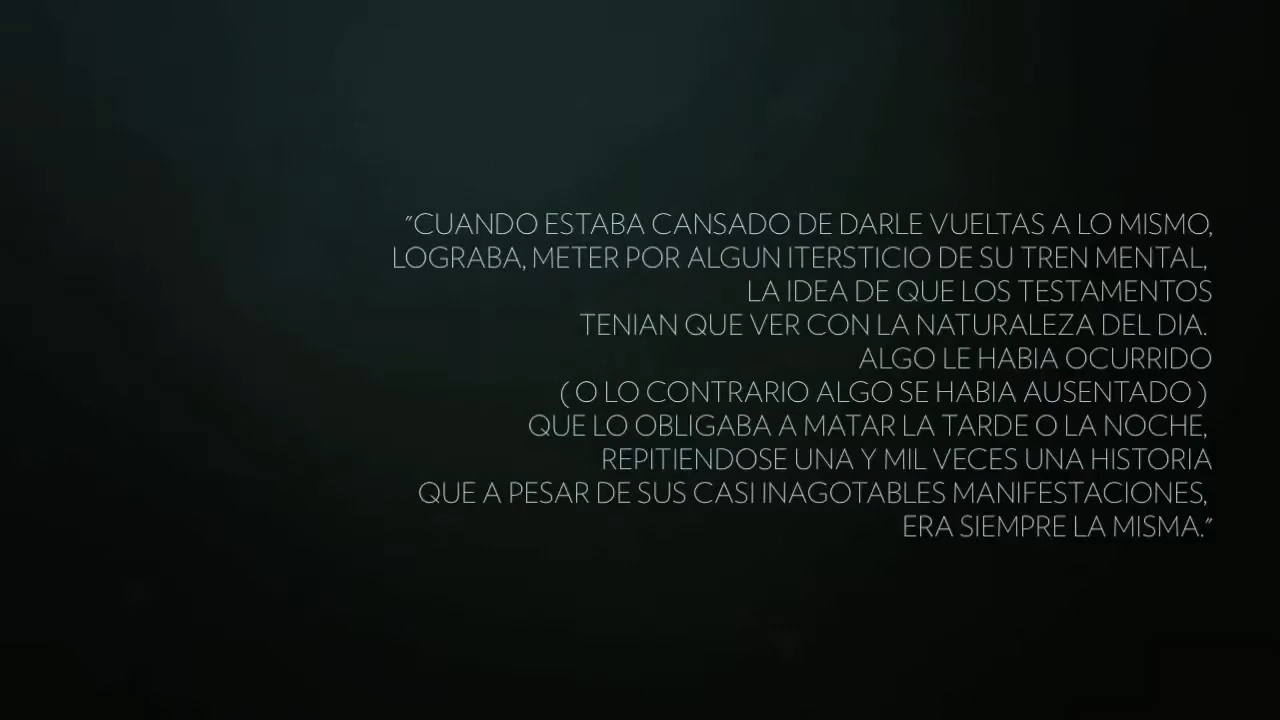 "CUANDO ESTABA CANSADO DE DARLE VUELTAS A LO MISMO,
LOGRABA, METER POR ALGUN ITERSTICIO DE SU TREN MENTAL,
LA IDEA DE QUE LOS TESTAMENTOS
TENIAN QUE VER CON LA NATURALEZA DEL DIA.
ALGO LE HABIA OCURRIDO
( O LO CONTRARIO ALGO SE HABIA AUSENTADO )
QUE LO OBLIGABA A MATAR LA TARDE O LA NOCHE,
REPITIENDOSE UNA Y MIL VECES UNA HISTORIA
QUE A PESAR DE SUS CASI INAGOTABLES MANIFESTACIONES,
ERA SIEMPRE LA MISMA."